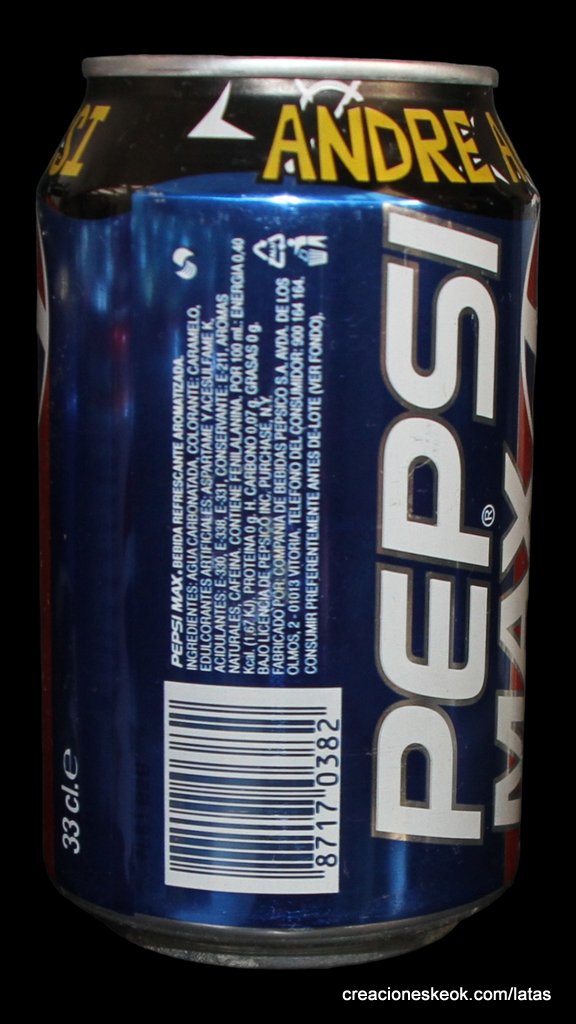 SI
ANDRE A
PEPSI MAX. BEBIDA REFRESCANTE AROMATIZADA.
INGREDIENTES: AGUA CARBONATADA, COLORANTE: CARAMELO,
EDULCORANTES ARTIFICIALES: ASPARTAME Y ACESULFAME K,
ACIDULANTES: E-330, E-338, E-331, CONSERVANTE: E-211, AROMAS
NATURALES, CAFEINA. CONTIENE FENILALANINA. POR 100 mL: ENERGIA 0,40
Kcal. (1,67 KJ), PROTEINA 0 g. H. CARBONO 0,07 g. GRASAS 0 g.
BAJO LICENCIA DE PEPSICO INC. PURCHASE, N.Y.
FABRICADO POR: COMPAÑIA DE BEBIDAS PEPSICO S.A. AVDA. DE LOS
OLMOS, 2 - 01013 VITORIA. TELEFONO DEL CONSUMIDOR: 900 164 164.
CONSUMIR PREFERENTEMENTE ANTES DE-LOTE (VER FONDO).
8717 0382
33 cl. e
PEPSI®
MAX
creacioneskeok.com/latas